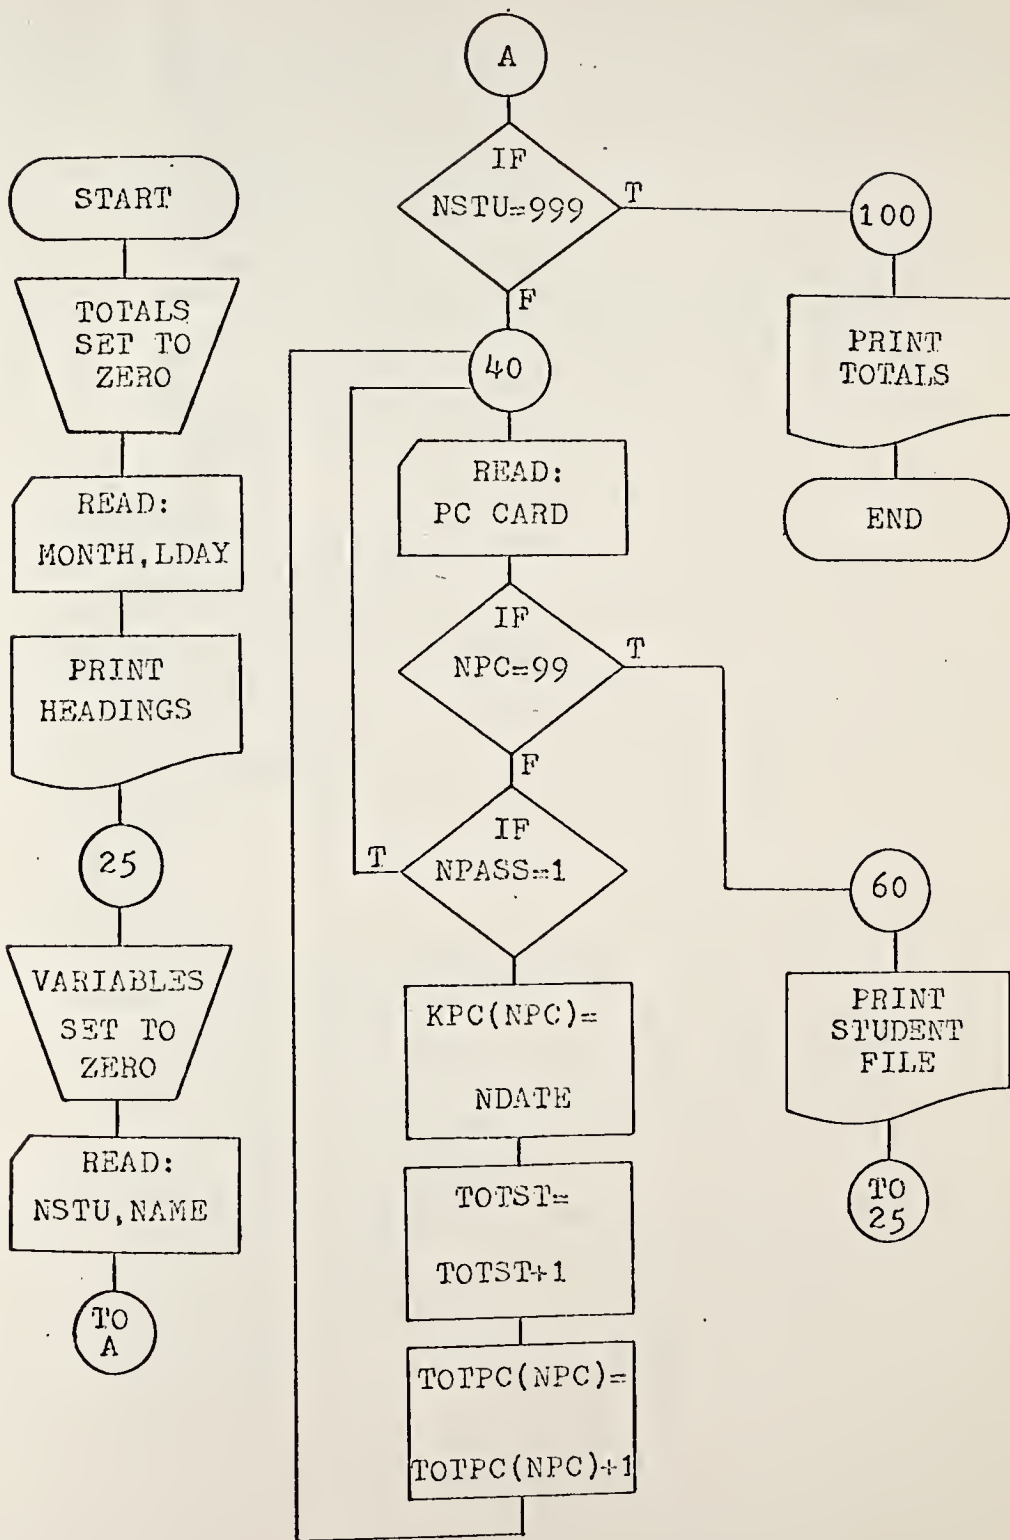 START
TOTALS
SET TO
ZERO
READ:
MONTH,LDAY
PRINT
HEADINGS
25
VARIABLES
SET TO
ZERO
READ:
NSTU,NAME
TO
A
A
IF
NSTU=999
T
F
40
READ:
PC CARD
IF
NPC=99
T
F
IF
NPASS=1
T
KPC(NPC)=
NDATE
TOTST=
TOTST+1
TOTPC(NPC)=
TOTPC(NPC)+1
100
PRINT
TOTALS
END
60
PRINT
STUDENT
FILE
TO
25